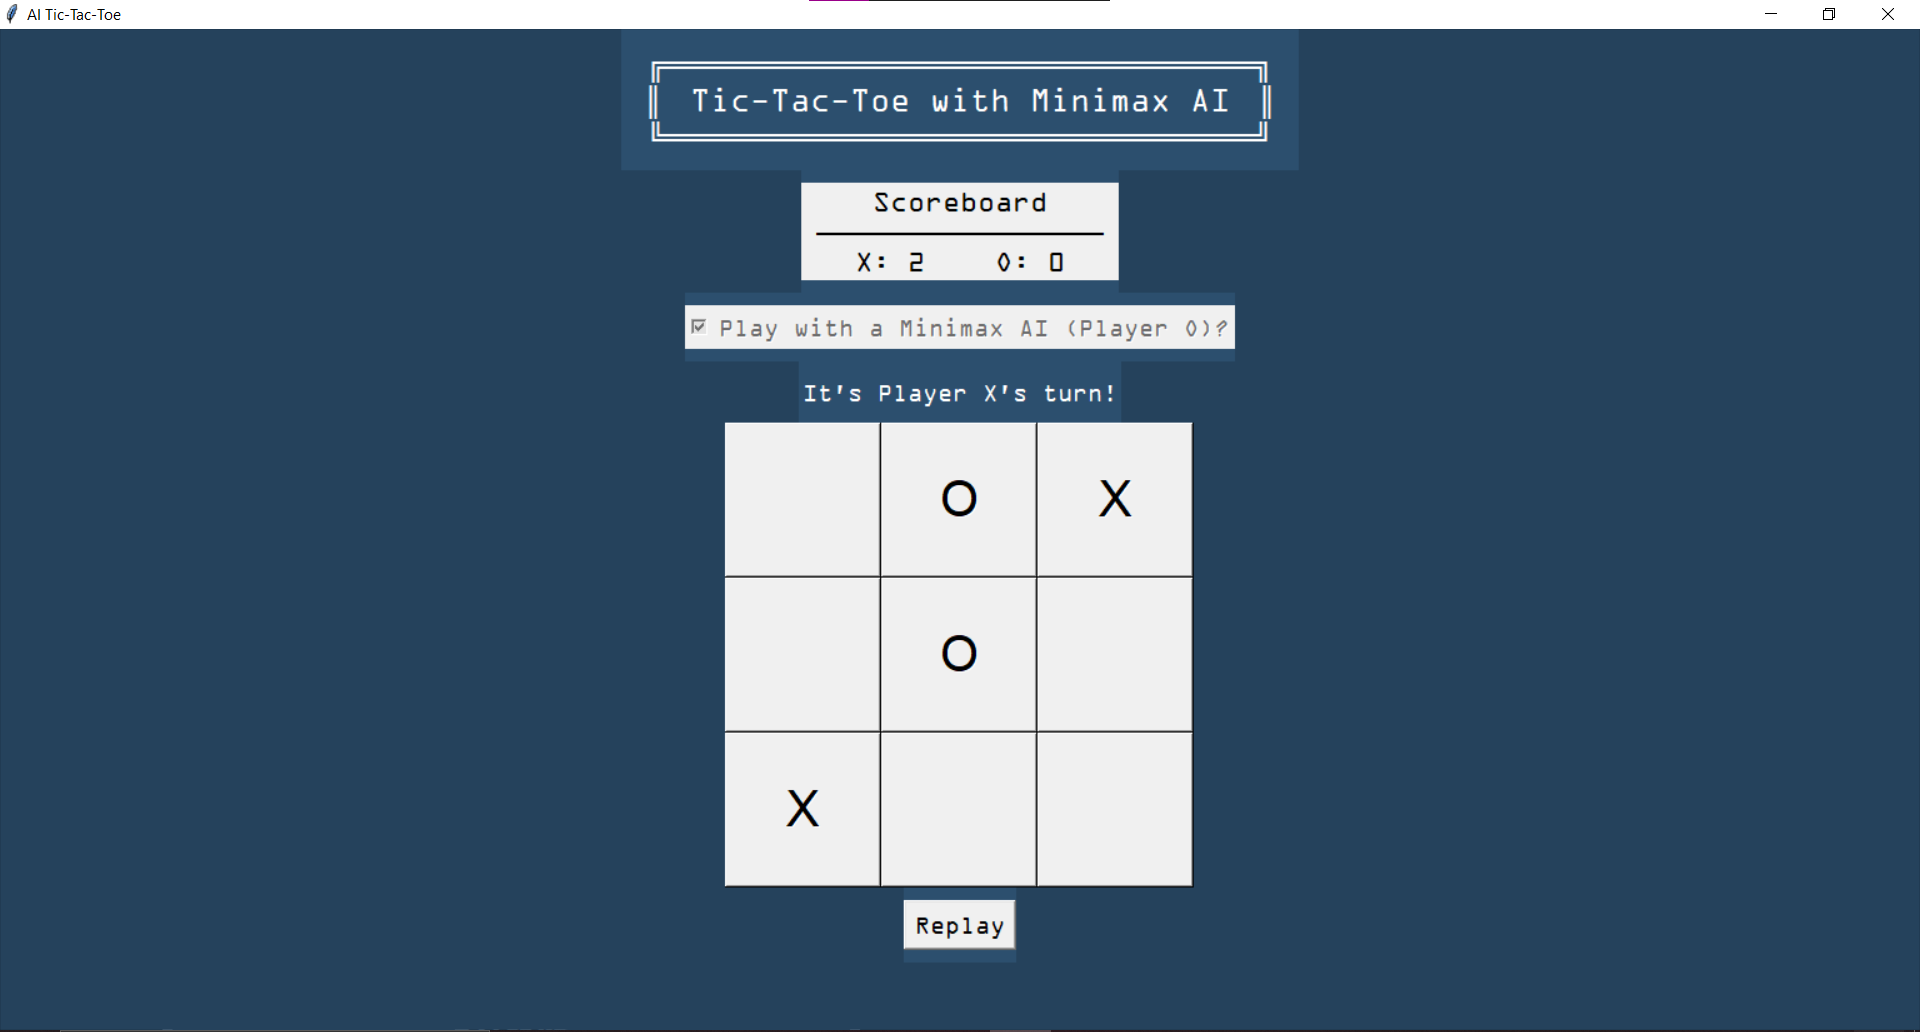 AI Tic-Tac-Toe
Tic-Tac-Toe with Minimax AI
Scoreboard
X: 2 O: 0
Play with a Minimax AI (Player O)?
It's Player X's turn!
O X
O
X
Replay